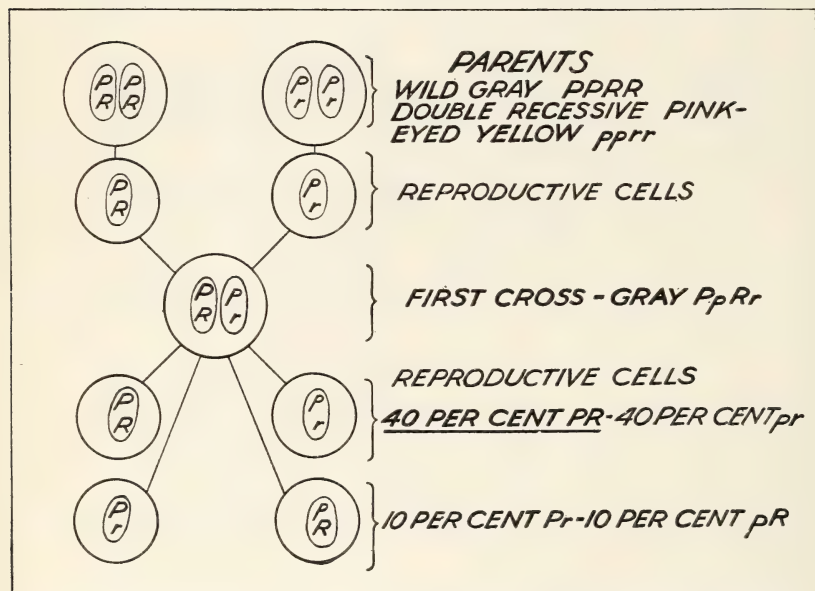 P P
R R
P P
r r
PARENTS
WILD GRAY PPRR
DOUBLE RECESSIVE PINK-
EYED YELLOW pprr
P
R
P
r
REPRODUCTIVE CELLS
P P
R r
FIRST CROSS - GRAY PpRr
REPRODUCTIVE CELLS
P
R
P
r
40 PER CENT PR-40 PER CENT pr
P
r
P
R
10 PER CENT Pr-10 PER CENT pR